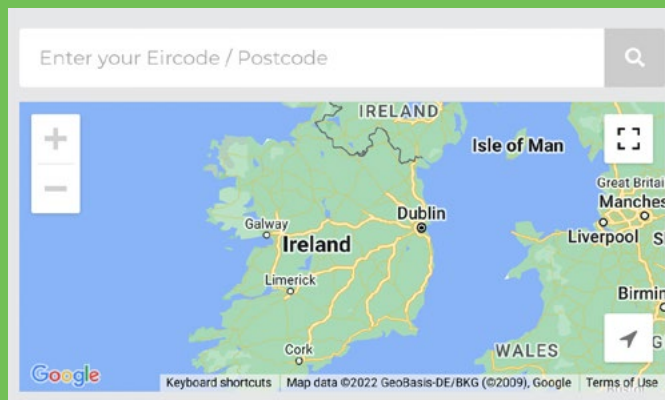 Enter your Eircode / Postcode
IRELAND
Isle of Man
Great Britai
Manches
Dublin
Liverpool
Galway
Ireland
Limerick
Birmin
Cork
WALES
Google
Keyboard shortcuts
Map data ©2022 GeoBasis-DE/BKG (©2009), Google
Terms of Use